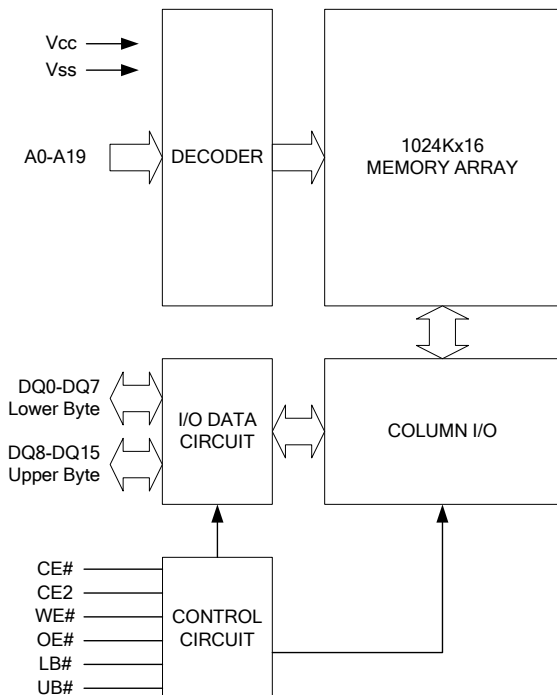 Vcc
Vss
A0-A19
DECODER
1024Kx16
MEMORY ARRAY
DQ0-DQ7
Lower Byte
DQ8-DQ15
Upper Byte
I/O DATA
CIRCUIT
COLUMN I/O
CE#
CE2
WE#
OE#
LB#
UB#
CONTROL
CIRCUIT